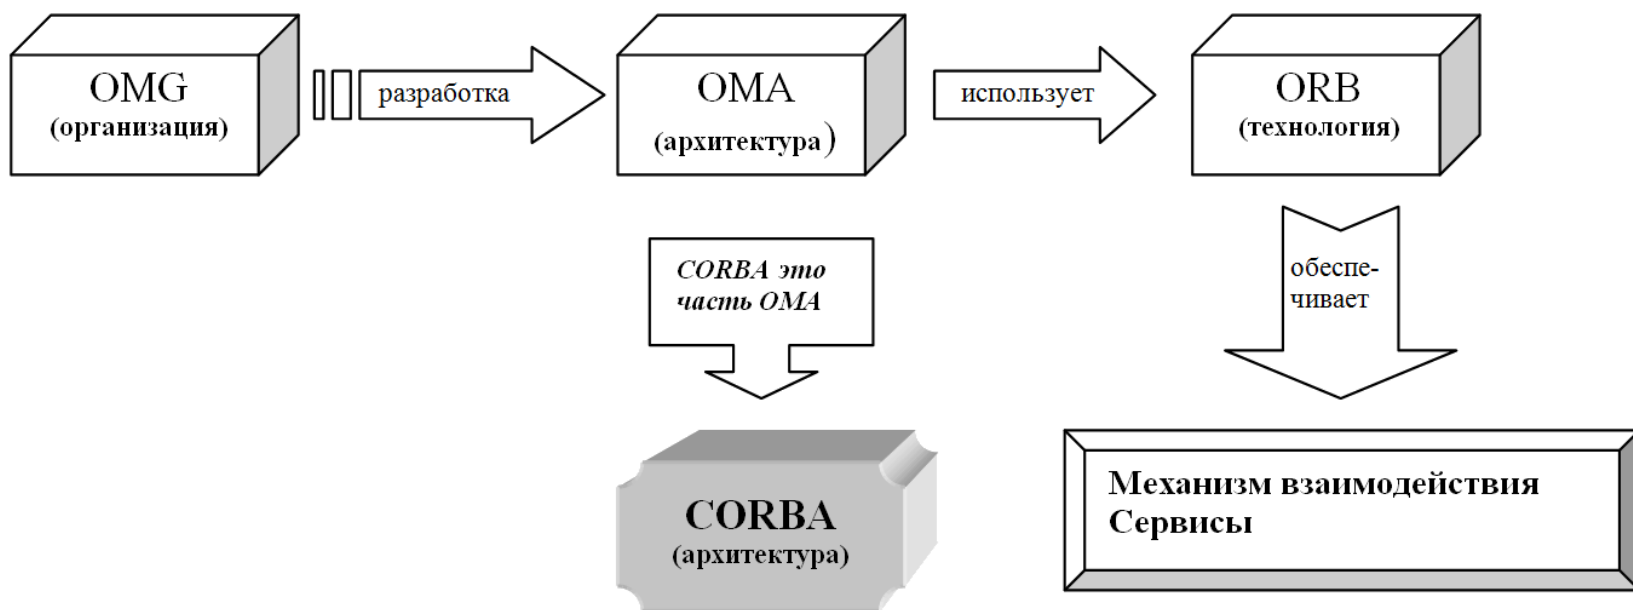 OMG
(организация)
разработка
OMA
(архитектура)
использует
ORB
(технология)
CORBA это
часть OMA
обеспе-
чивает
CORBA
(архитектура)
Механизм взаимодействия
Сервисы